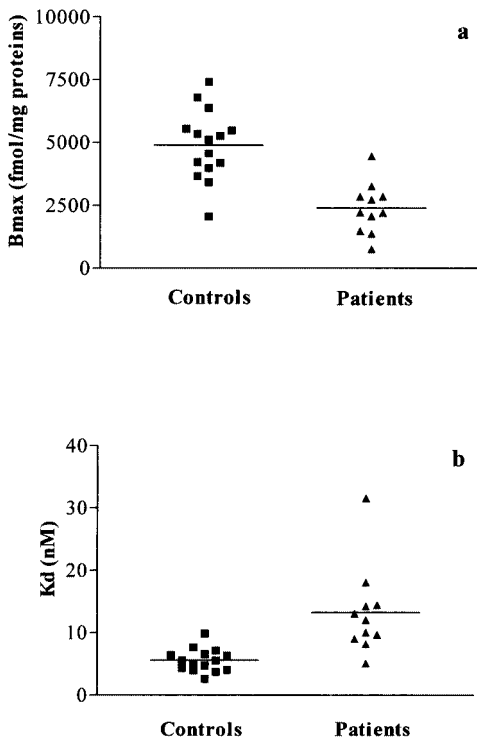 a
Bmax (fmol/mg proteins)
10000
7500
5000
2500
0
Controls Patients
b
Kd (nM)
40
30
20
10
0
Controls Patients